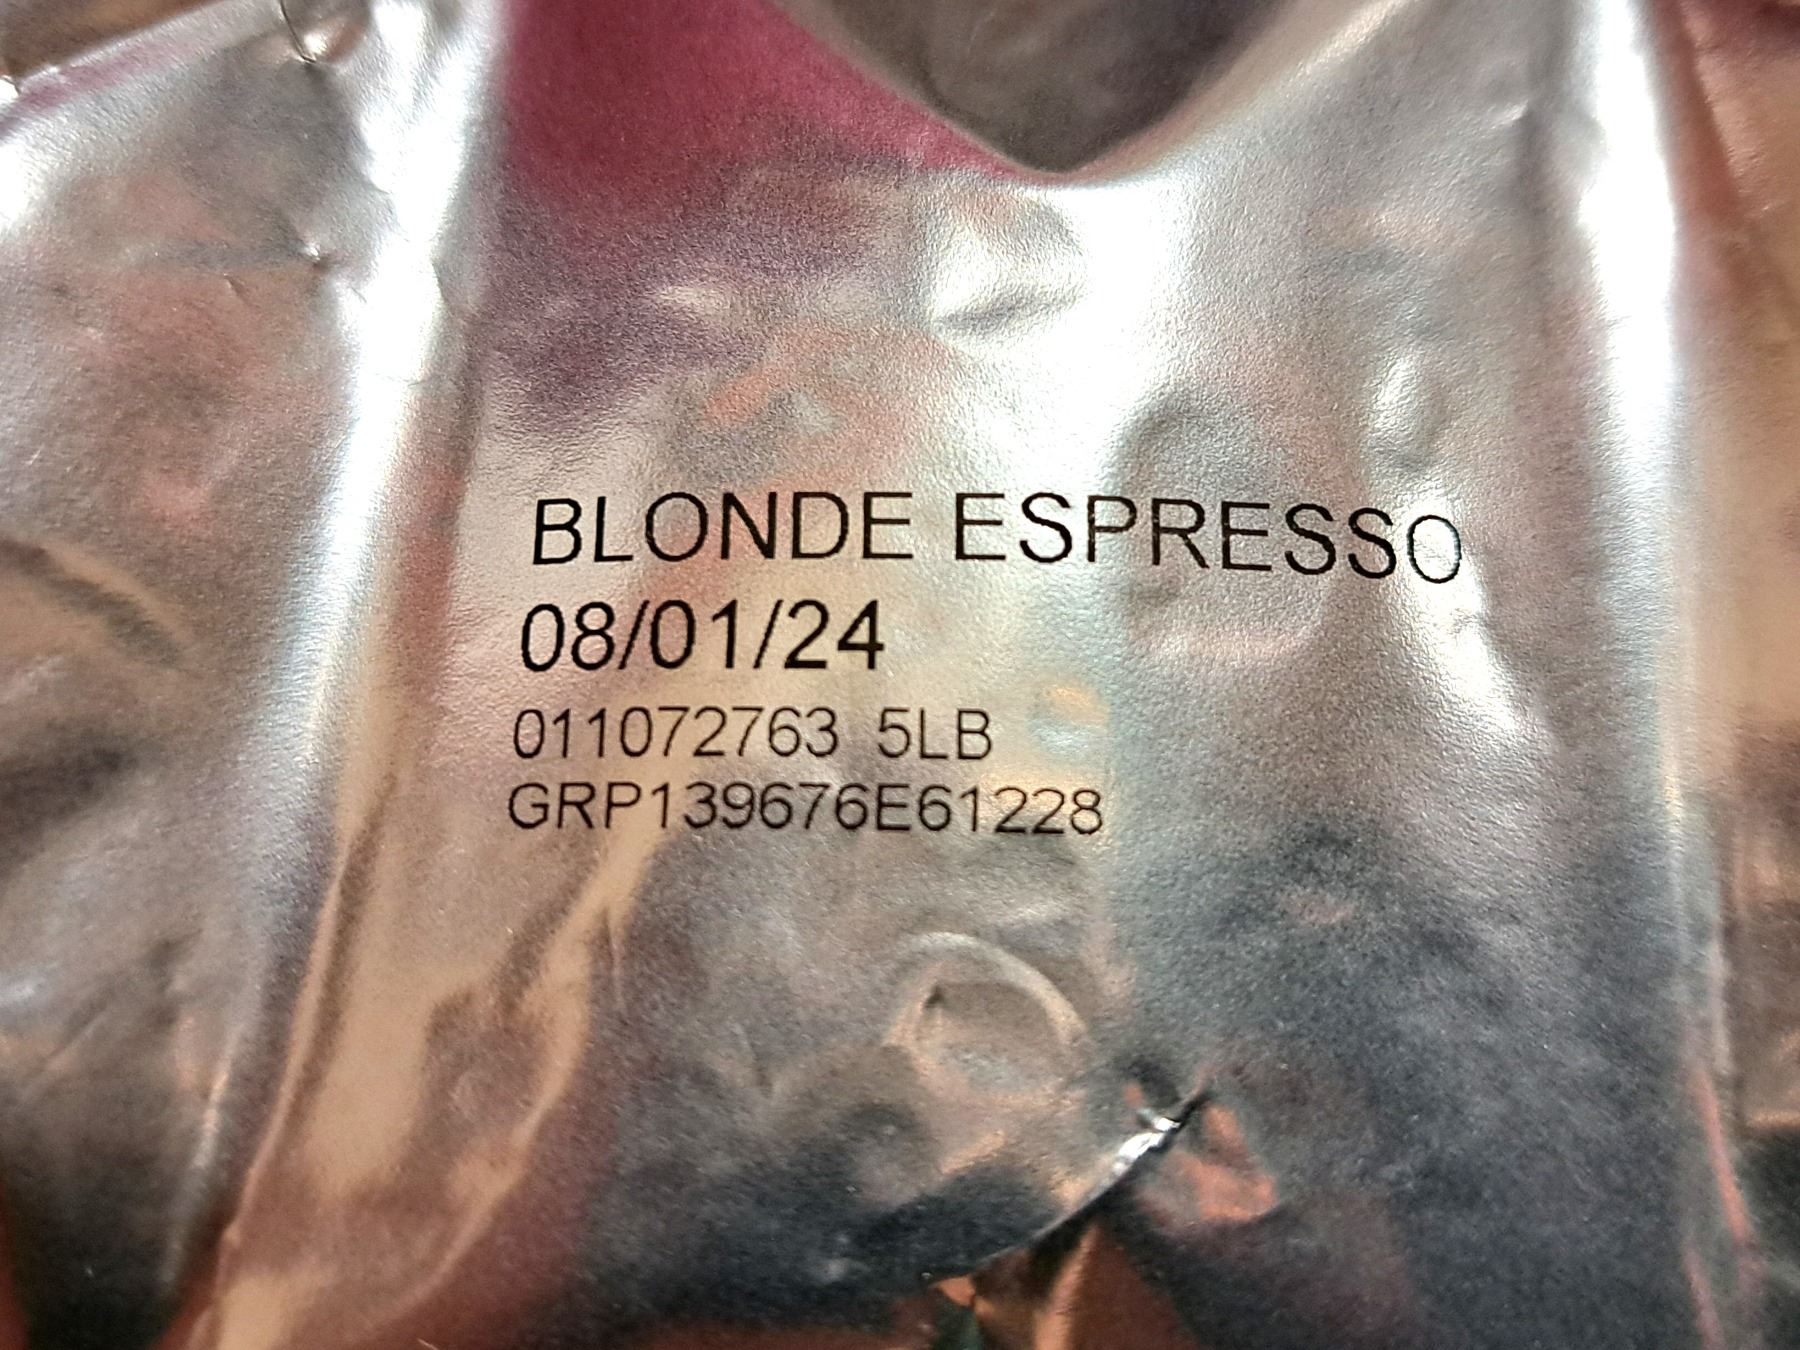 BLONDE ESPRESSO
08/01/24
011072763 5LB
GRP139676E61228